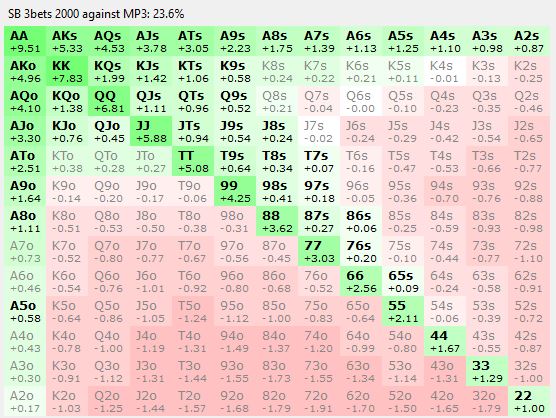 SB 3bets 2000 against MP3: 23.6%
AA AKs AQs AJs ATs A9s A8s A7s A6s A5s A4s A3s A2s
+9.51 +5.33 +4.53 +3.78 +3.05 +2.23 +1.75 +1.39 +1.13 +1.25 +1.10 +0.98 +0.87
AKo KK KQs KJs KTs K9s K8s K7s K6s K5s K4s K3s K2s
+4.96 +7.83 +1.99 +1.42 +1.06 +0.58 +0.24 +0.22 +0.21 +0.11 -0.01 -0.13 -0.25
AQo KQo QQ QJs QTs Q9s Q8s Q7s Q6s Q5s Q4s Q3s Q2s
+4.10 +1.38 +6.81 +1.11 +0.96 +0.52 +0.21 -0.04 -0.00 -0.10 -0.23 -0.35 -0.46
AJo KJo QJo JJ JTs J9s J8s J7s J6s J5s J4s J3s J2s
+3.30 +0.76 +0.45 +5.88 +0.94 +0.54 +0.24 -0.02 -0.24 -0.29 -0.42 -0.54 -0.65
ATo KTo QTo JTo TT T9s T8s T7s T6s T5s T4s T3s T2s
+2.51 +0.38 +0.28 +0.27 +5.08 +0.64 +0.34 +0.07 -0.16 -0.47 -0.53 -0.66 -0.77
A9o K9o Q9o J9o T9o 99 98s 97s 96s 95s 94s 93s 92s
+1.64 -0.14 -0.20 -0.17 -0.06 +4.25 +0.41 +0.18 -0.05 -0.36 -0.70 -0.76 -0.88
A8o K8o Q8o J8o T8o 98o 88 87s 86s 85s 84s 83s 82s
+1.11 -0.51 -0.53 -0.50 -0.38 -0.31 +3.62 +0.27 +0.06 -0.25 -0.59 -0.93 -0.98
A7o K7o Q7o J7o T7o 97o 87o 77 76s 75s 74s 73s 72s
+0.73 -0.52 -0.80 -0.77 -0.67 -0.56 -0.45 +3.03 +0.20 -0.10 -0.44 -0.77 -1.10
A6o K6o Q6o J6o T6o 96o 86o 76o 66 65s 64s 63s 62s
+0.46 -0.54 -0.76 -1.01 -0.92 -0.80 -0.68 -0.52 +2.56 +0.09 -0.24 -0.58 -0.91
A5o K5o Q5o J5o T5o 95o 85o 75o 65o 55 54s 53s 52s
+0.58 -0.64 -0.86 -1.05 -1.24 -1.12 -1.00 -0.83 -0.64 +2.11 -0.06 -0.39 -0.72
A4o K4o Q4o J4o T4o 94o 84o 74o 64o 54o 44 43s 42s
+0.43 -0.78 -1.00 -1.19 -1.31 -1.49 -1.37 -1.20 -0.99 -0.80 +1.67 -0.55 -0.87
A3o K3o Q3o J3o T3o 93o 83o 73o 63o 53o 43o 33 32s
+0.30 -0.91 -1.12 -1.31 -1.44 -1.55 -1.73 -1.55 -1.34 -1.14 -1.31 +1.29 -1.00
A2o K2o Q2o J2o T2o 92o 82o 72o 62o 52o 42o 32o 22
+0.19 -1.03 -1.25 -1.44 -1.57 -1.68 -1.79 -1.91 -1.70 -1.50 -1.65 -1.79 +1.00